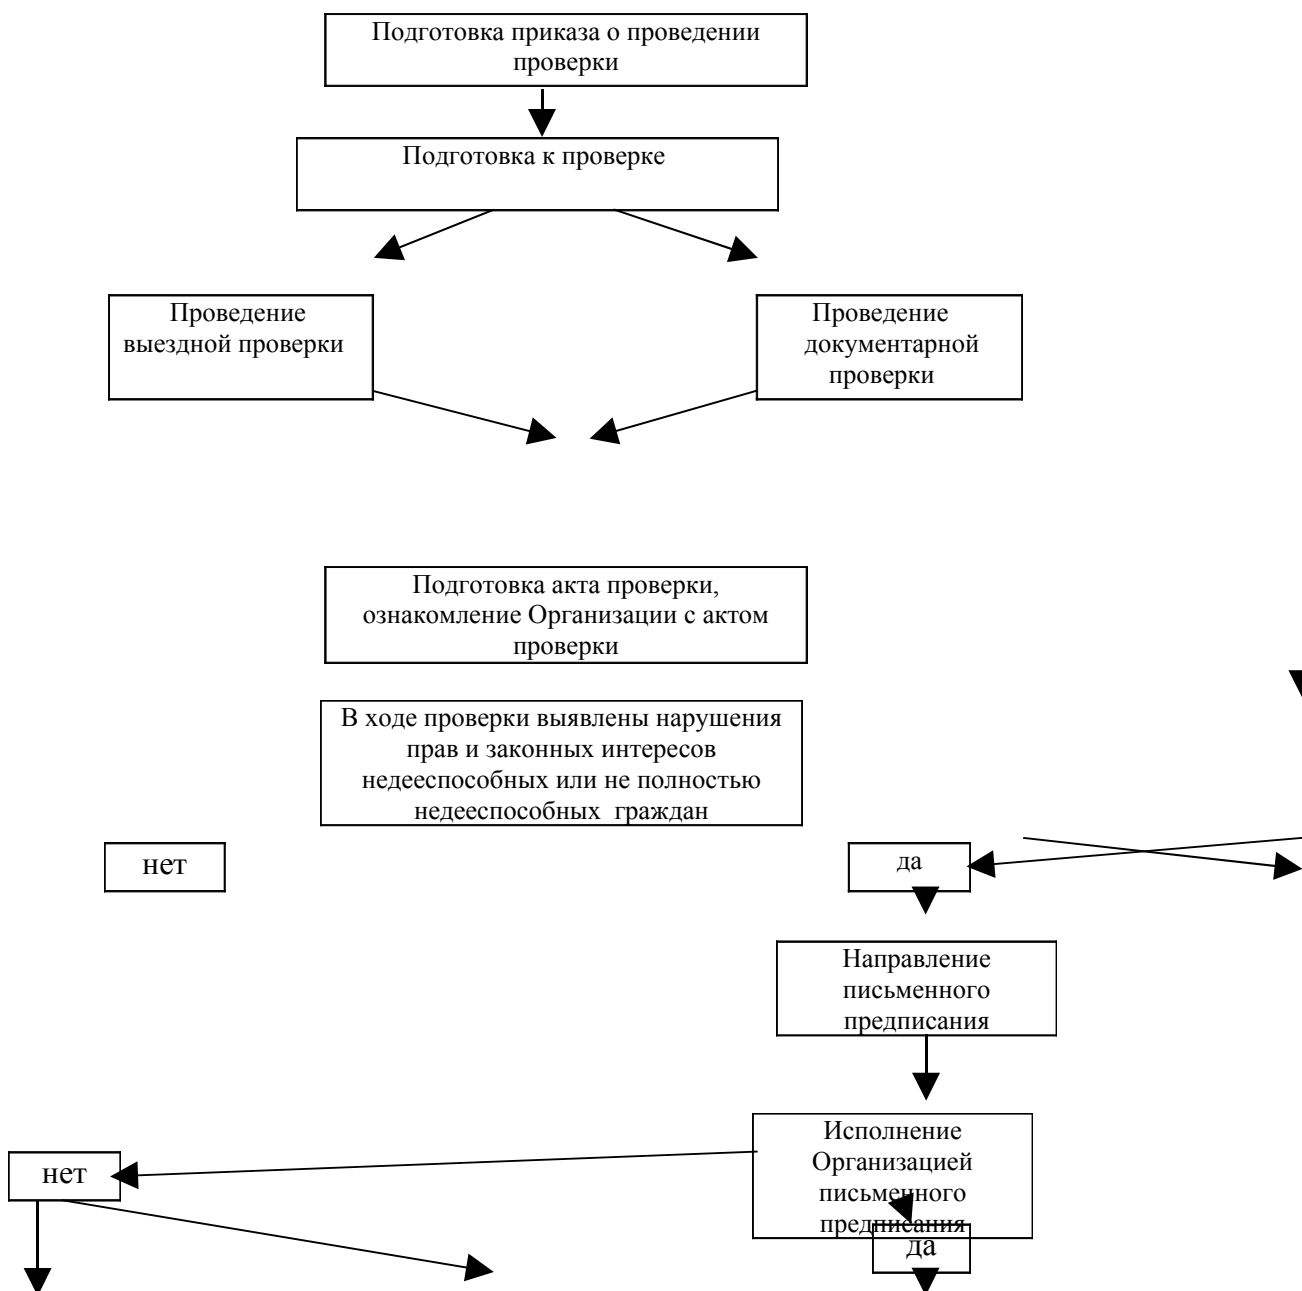 Подготовка приказа о проведении
проверки
Подготовка к проверке
Проведение
выездной проверки
Проведение
документарной
проверки
Подготовка акта проверки,
ознакомление Организации с актом
проверки
В ходе проверки выявлены нарушения
прав и законных интересов
недееспособных или не полностью
недееспособных граждан
нет
да
Направление
письменного
предписания
Исполнение
Организацией
письменного
предписания
нет
да